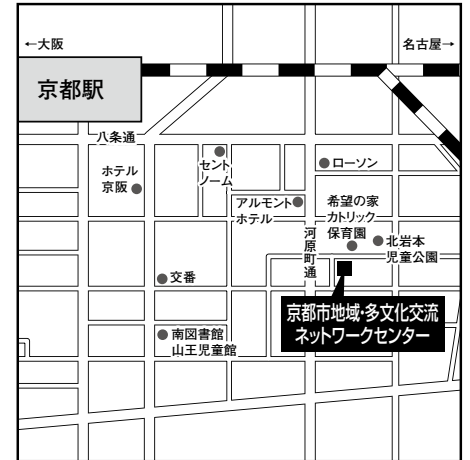 ←大阪
名古屋→
京都駅
八条通
セント
ノーム
ローソン
ホテル
京阪
アルモント
ホテル
希望の家
カトリック
保育園
河原町通
北岩本
児童公園
交番
京都市地域・多文化交流
ネットワークセンター
南図書館
山王児童館